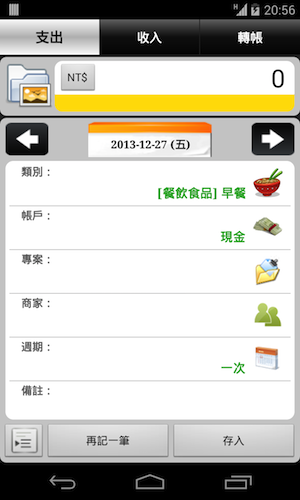 20:56
支出 收入 轉帳
NT$ 0
2013-12-27 (五)
類別：
[餐飲食品] 早餐
帳戶：
現金
專案：
商家：
週期：
一次
備註：
再記一筆 存入